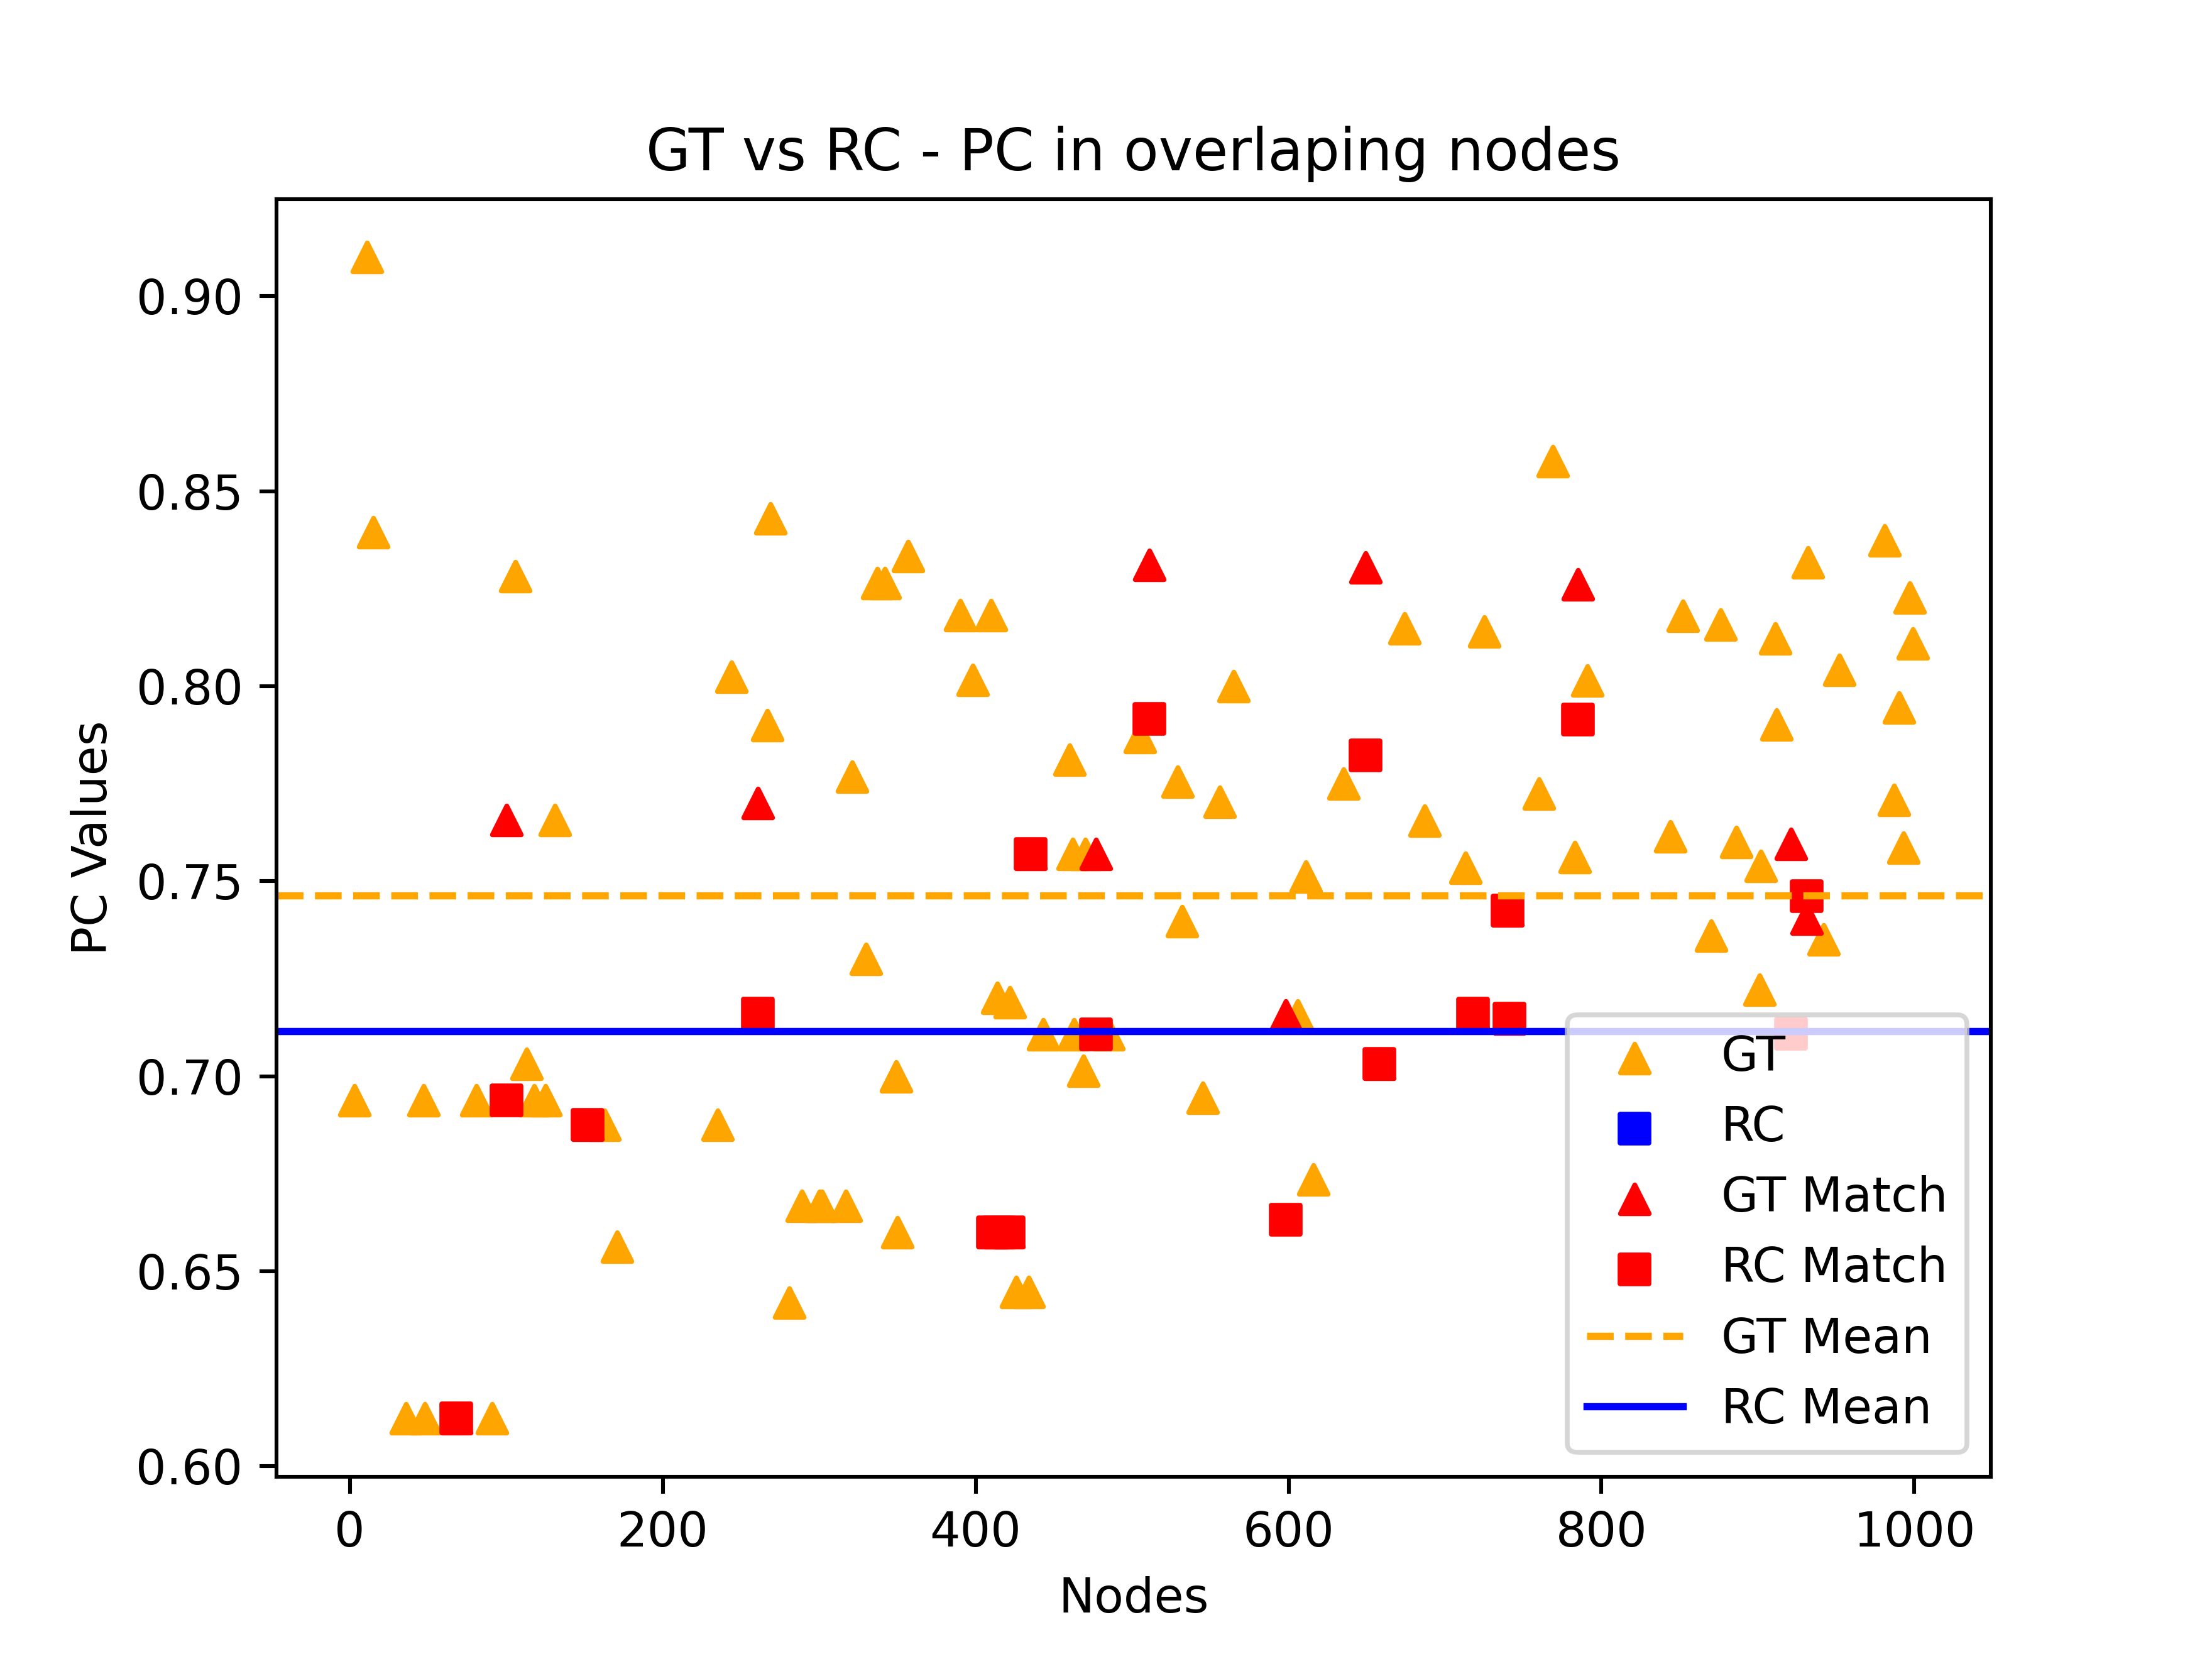 GT vs RC - PC in overlaping nodes
0.90
0.85
0.80
0.75
0.70
0.65
0.60
PC Values
0 200 400 600 800 1000
Nodes
GT
RC
GT Match
RC Match
GT Mean
RC Mean